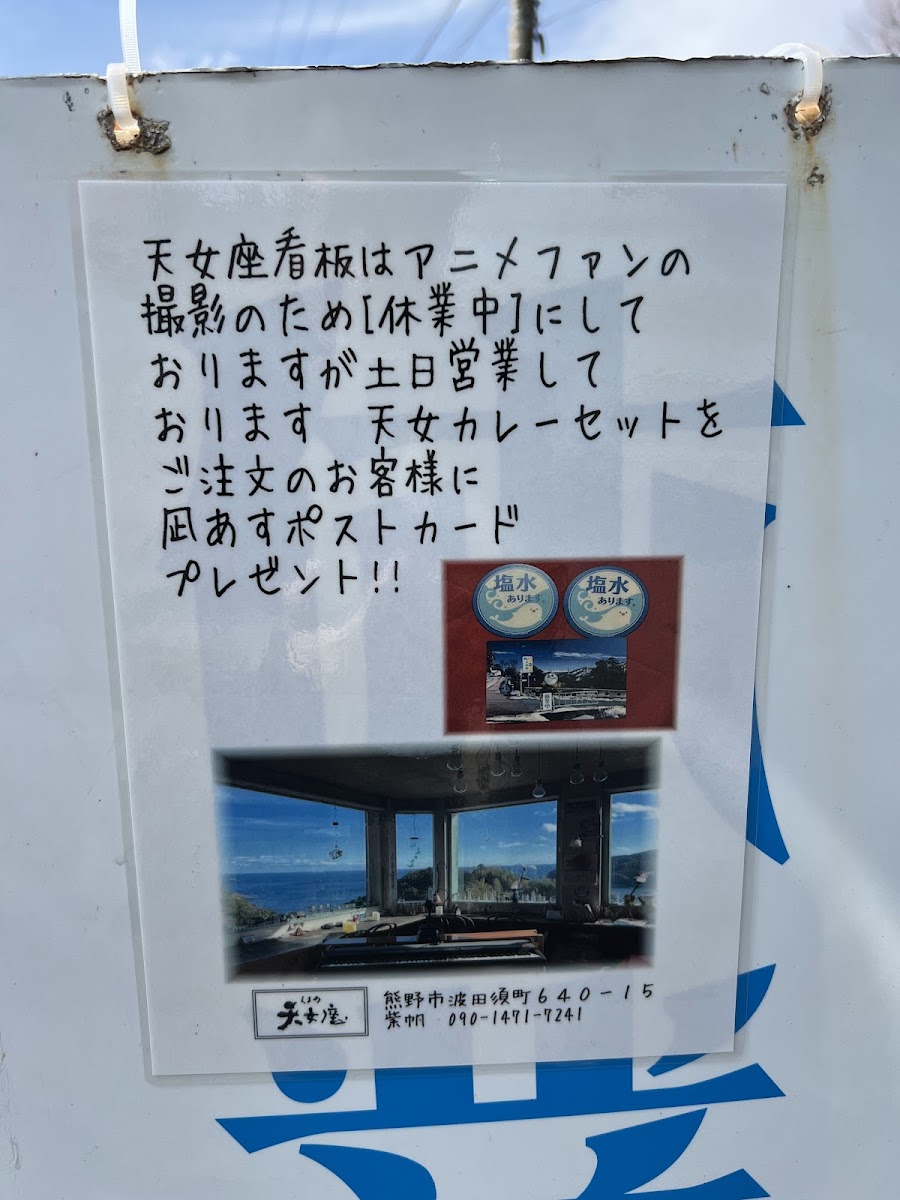 天女座看板はアニメファンの
撮影のため[休業中]にして
おりますが土日営業して
おります　天女カレーセットを
ご注文のお客様に
凪あすポストカード
プレゼント!!
塩水
あります。
塩水
あります。
天女座
熊野市波田須町640-15
紫帆 090-1471-7241